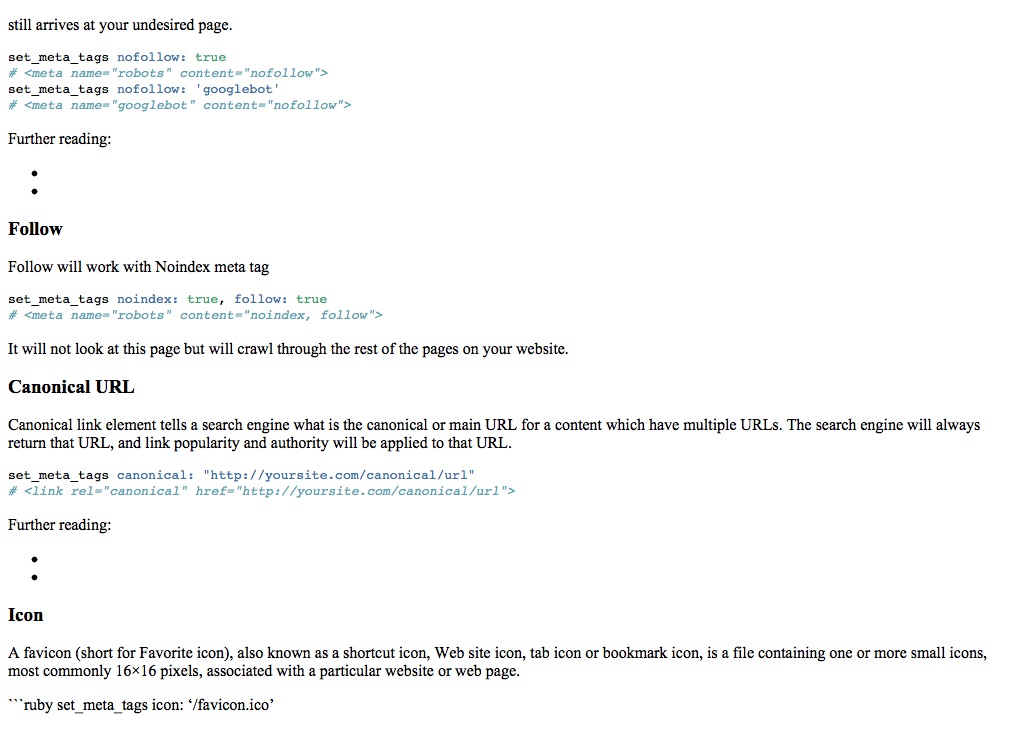 still arrives at your undesired page.
set_meta_tags nofollow: true
# <meta name="robots" content="nofollow">
set_meta_tags nofollow: 'googlebot'
# <meta name="googlebot" content="nofollow">
Further reading:
Follow
Follow will work with Noindex meta tag
set_meta_tags noindex: true, follow: true
# <meta name="robots" content="noindex, follow">
It will not look at this page but will crawl through the rest of the pages on your website.
Canonical URL
Canonical link element tells a search engine what is the canonical or main URL for a content which have multiple URLs. The search engine will always
return that URL, and link popularity and authority will be applied to that URL.
set_meta_tags canonical: "http://yoursite.com/canonical/url"
# <link rel="canonical" href="http://yoursite.com/canonical/url">
Further reading:
Icon
A favicon (short for Favorite icon), also known as a shortcut icon, Web site icon, tab icon or bookmark icon, is a file containing one or more small icons,
most commonly 16×16 pixels, associated with a particular website or web page.
```ruby set_meta_tags icon: ‘/favicon.ico’